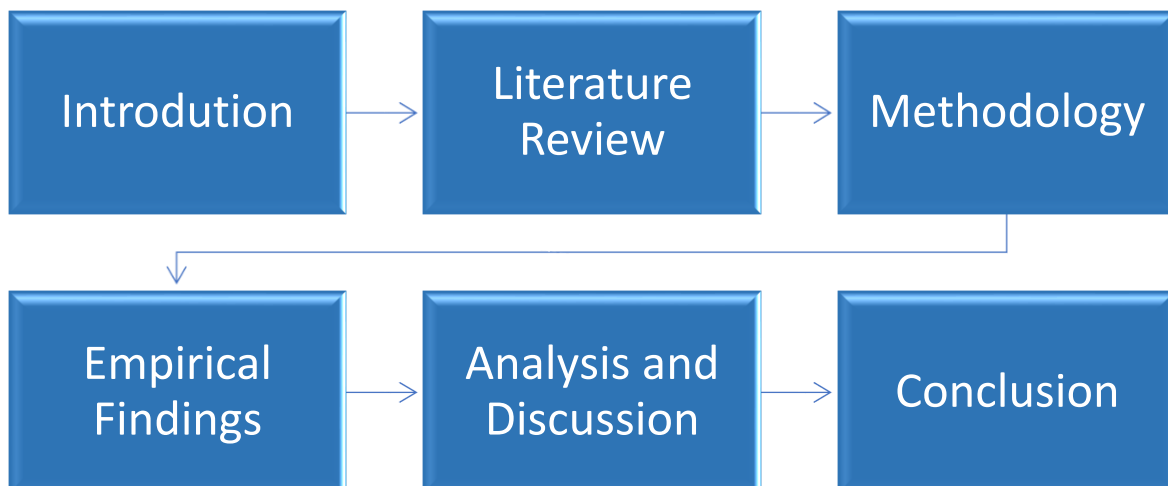 Introdution
Literature
Review
Methodology
Empirical
Findings
Analysis and
Discussion
Conclusion